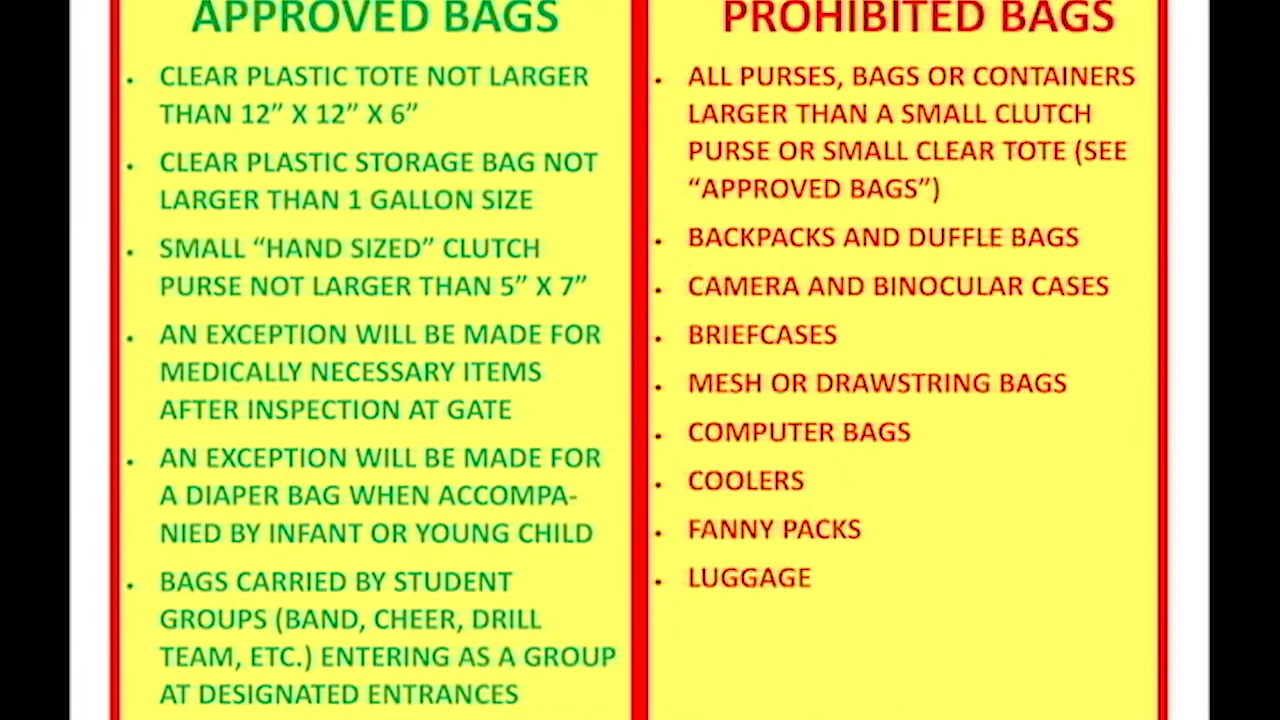 APPROVED BAGS
• CLEAR PLASTIC TOTE NOT LARGER
THAN 12” X 12” X 6”
• CLEAR PLASTIC STORAGE BAG NOT
LARGER THAN 1 GALLON SIZE
• SMALL “HAND SIZED” CLUTCH
PURSE NOT LARGER THAN 5” X 7”
• AN EXCEPTION WILL BE MADE FOR
MEDICALLY NECESSARY ITEMS
AFTER INSPECTION AT GATE
• AN EXCEPTION WILL BE MADE FOR
A DIAPER BAG WHEN ACCOMPA-
NIED BY INFANT OR YOUNG CHILD
• BAGS CARRIED BY STUDENT
GROUPS (BAND, CHEER, DRILL
TEAM, ETC.) ENTERING AS A GROUP
AT DESIGNATED ENTRANCES
PROHIBITED BAGS
• ALL PURSES, BAGS OR CONTAINERS
LARGER THAN A SMALL CLUTCH
PURSE OR SMALL CLEAR TOTE (SEE
“APPROVED BAGS”)
• BACKPACKS AND DUFFLE BAGS
• CAMERA AND BINOCULAR CASES
• BRIEFCASES
• MESH OR DRAWSTRING BAGS
• COMPUTER BAGS
• COOLERS
• FANNY PACKS
• LUGGAGE